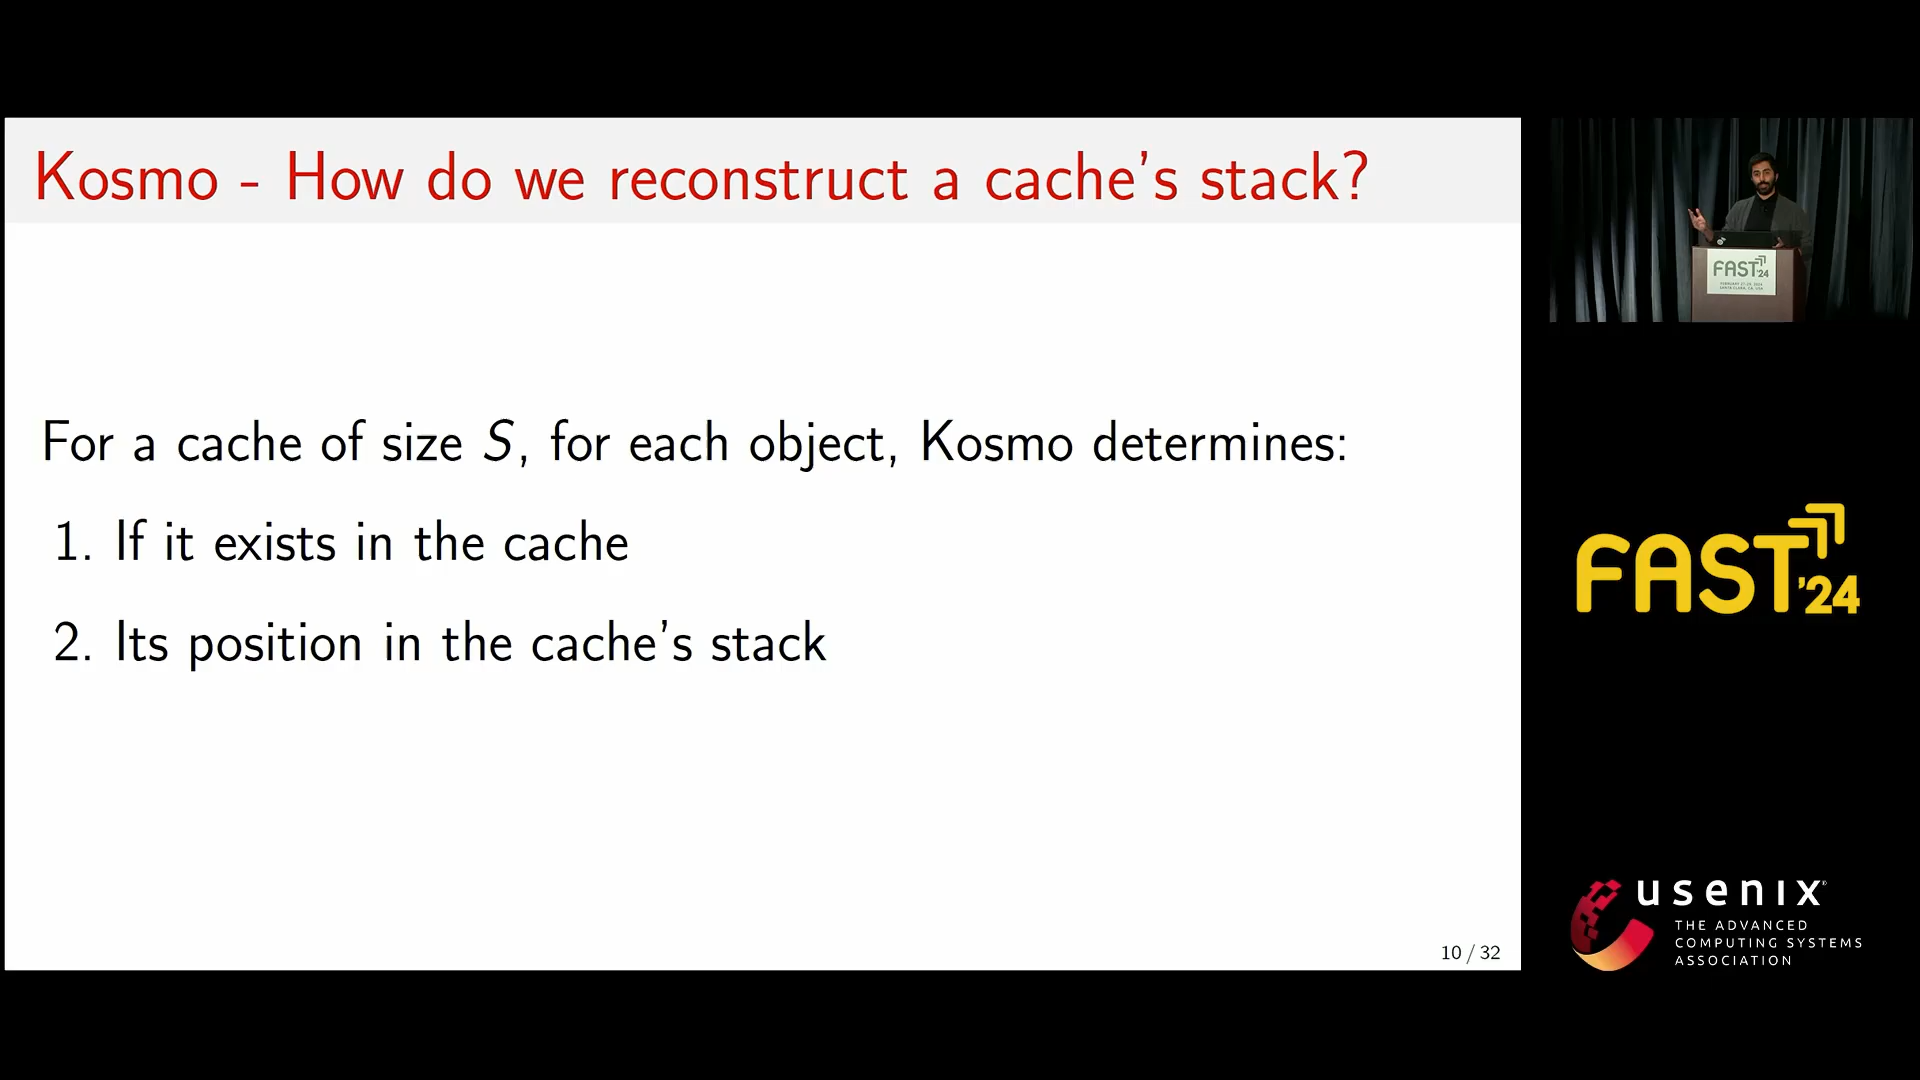 Kosmo - How do we reconstruct a cache's stack?
For a cache of size S, for each object, Kosmo determines:
1. If it exists in the cache
2. Its position in the cache's stack
10 / 32
FAST '24
FAST '24
usenix
THE ADVANCED
COMPUTING SYSTEMS
ASSOCIATION